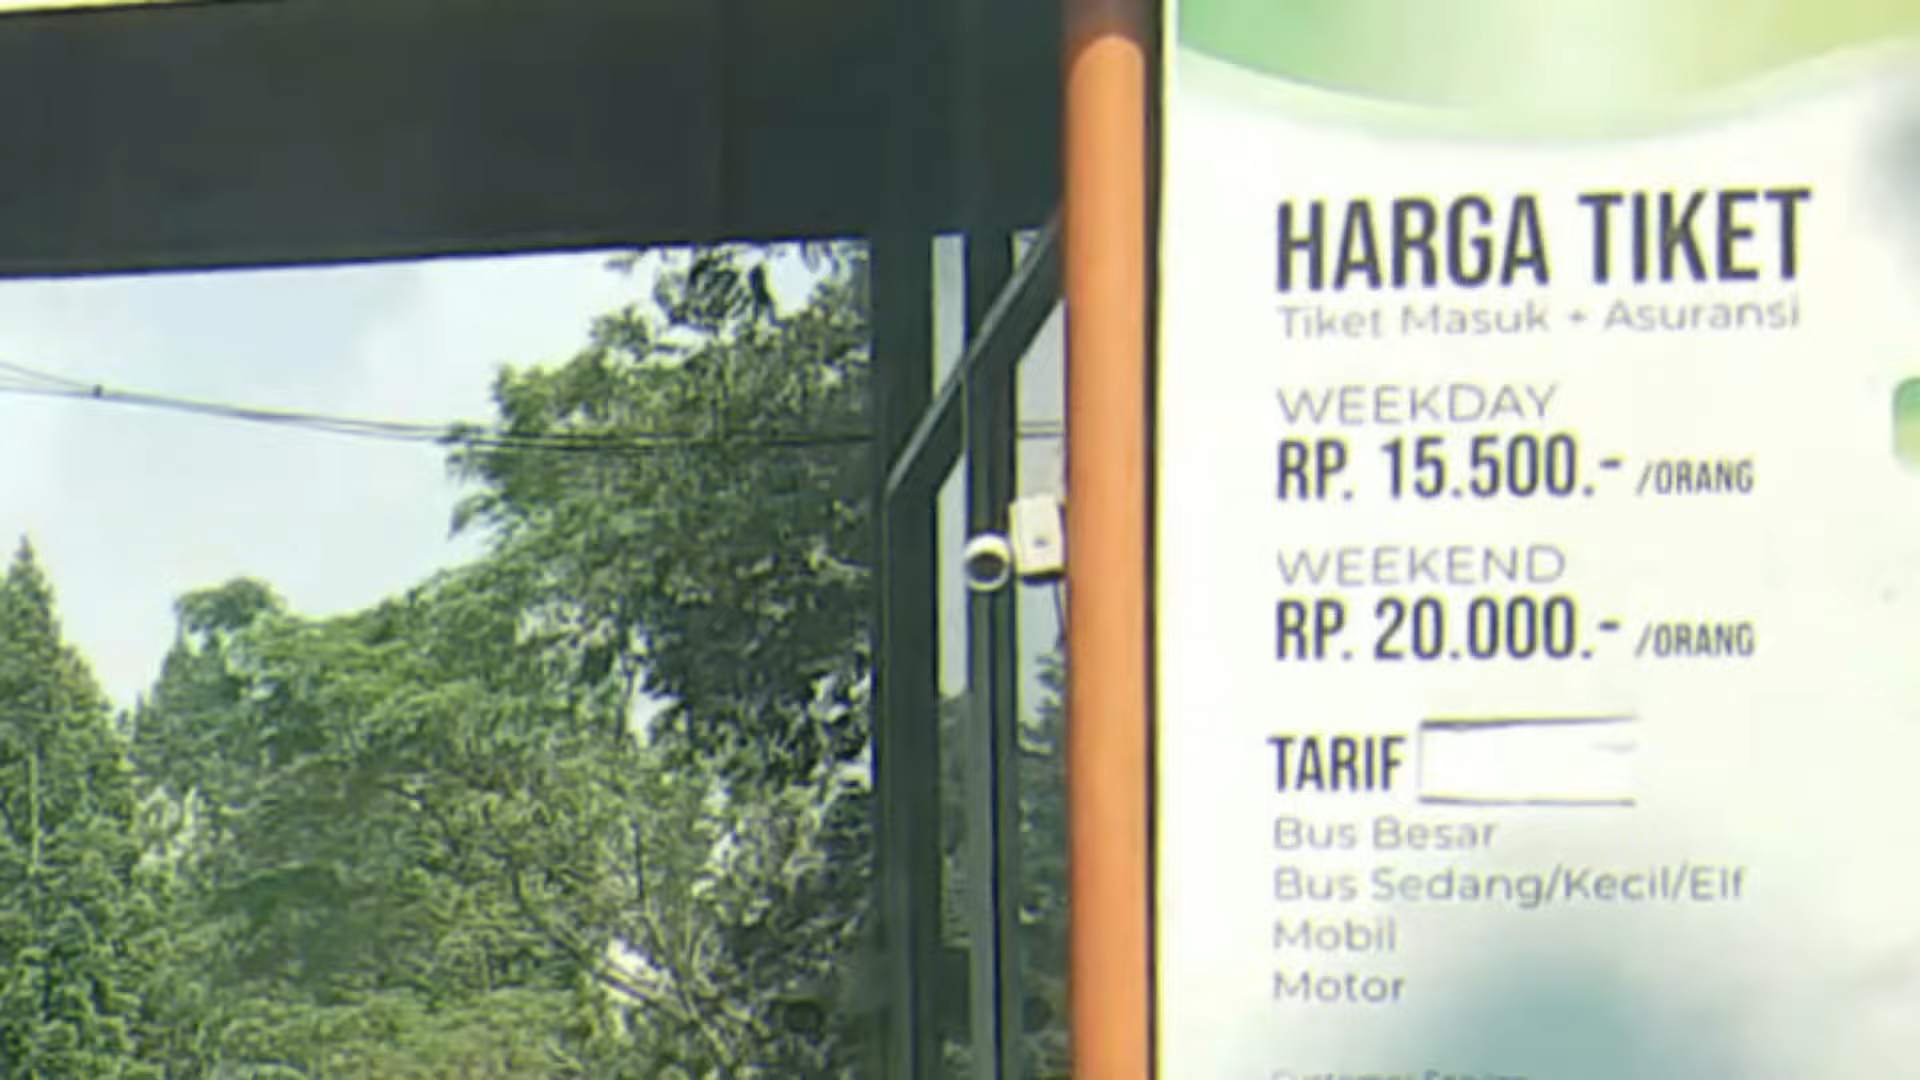 HARGA TIKET
Tiket Masuk + Asuransi
WEEKDAY
RP. 15.500.- /ORANG
WEEKEND
RP. 20.000.- /ORANG
TARIF
Bus Besar
Bus Sedang/Kecil/Elf
Mobil
Motor